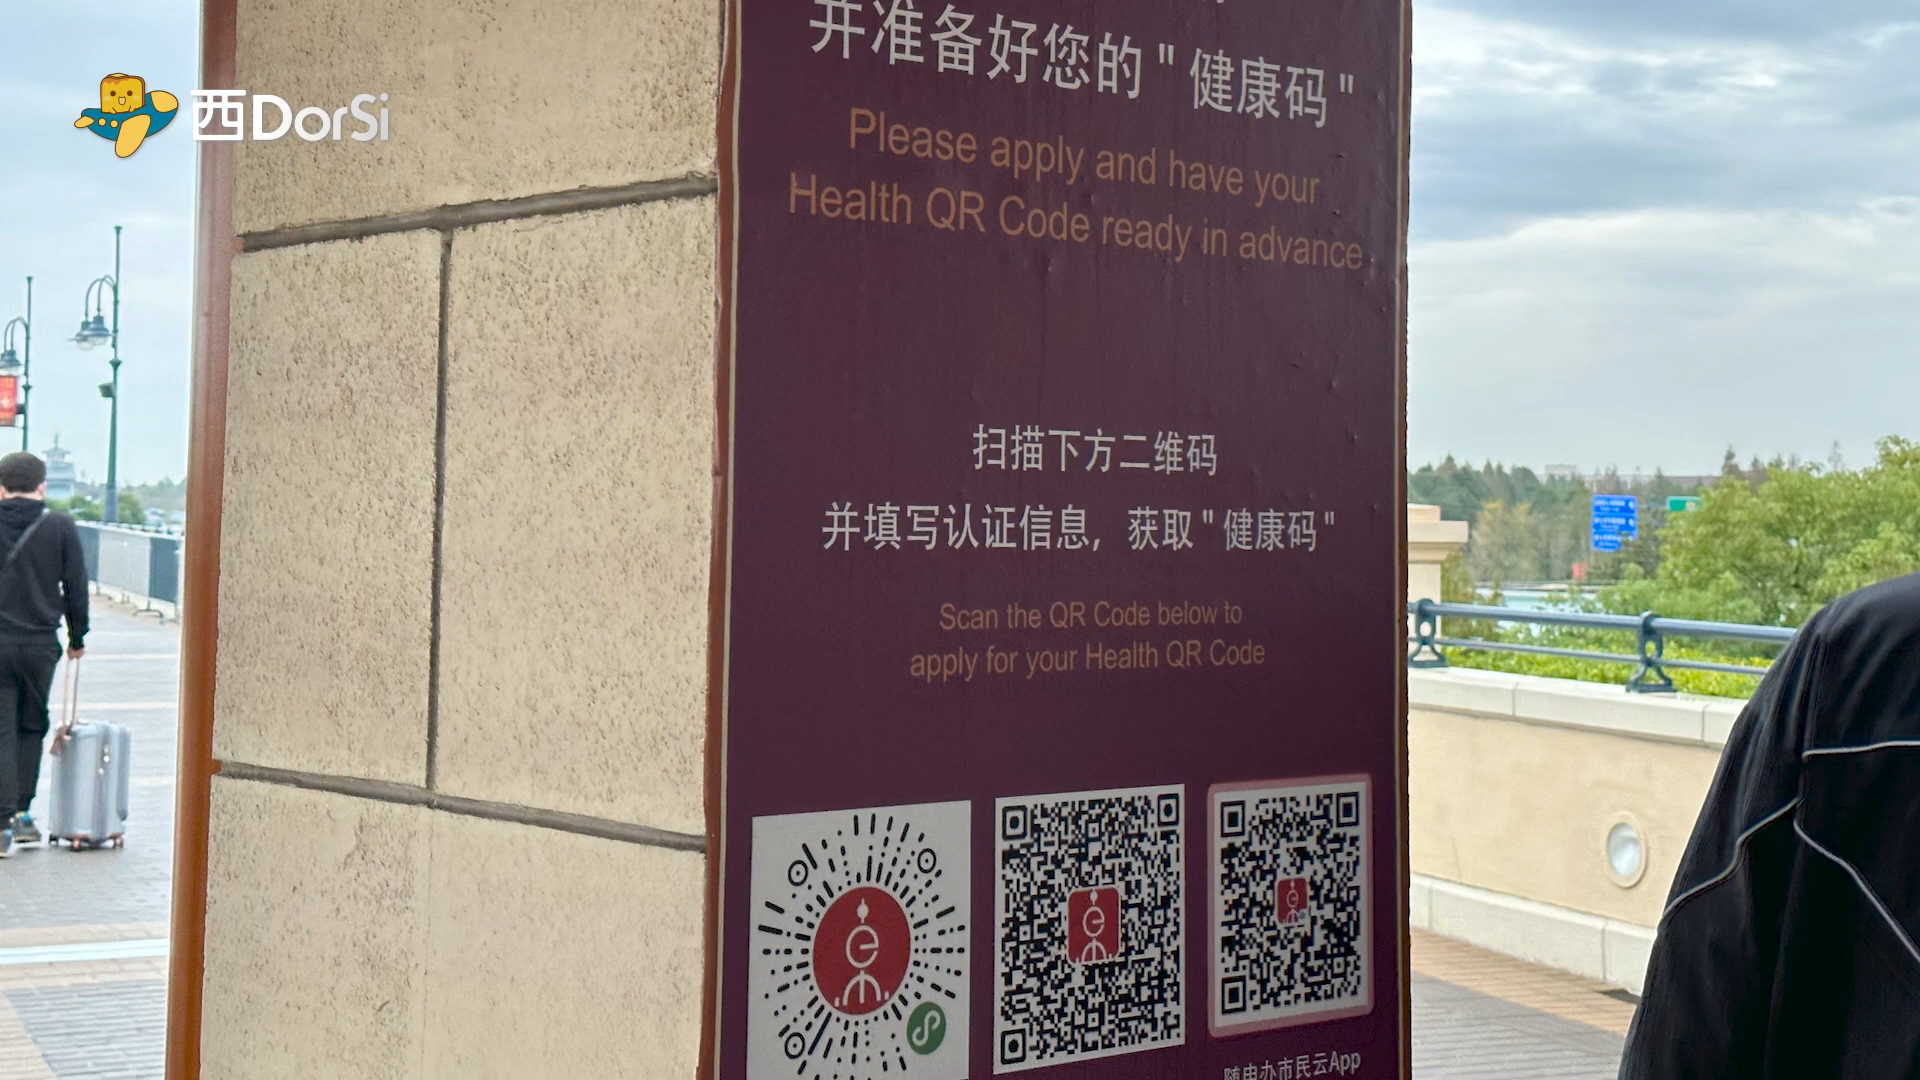 西DorSi
并准备好您的"健康码"
Please apply and have your
Health QR Code ready in advance
扫描下方二维码
并填写认证信息，获取"健康码"
Scan the QR Code below to
apply for your Health QR Code
随申办市民云App